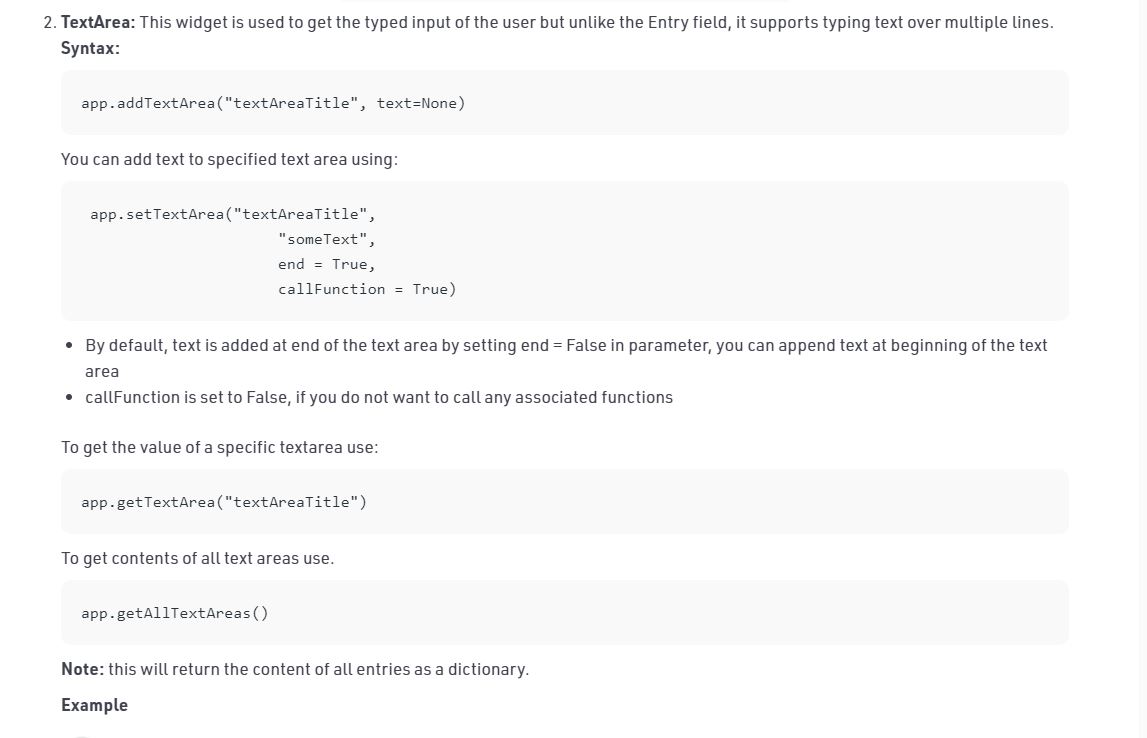 2. TextArea: This widget is used to get the typed input of the user but unlike the Entry field, it supports typing text over multiple lines.
Syntax:
app.addTextArea("textAreaTitle", text=None)
You can add text to specified text area using:
app.setTextArea("textAreaTitle",
"someText",
end = True,
callFunction = True)
• By default, text is added at end of the text area by setting end = False in parameter, you can append text at beginning of the text
area
• callFunction is set to False, if you do not want to call any associated functions
To get the value of a specific textarea use:
app.getTextArea("textAreaTitle")
To get contents of all text areas use.
app.getAllTextAreas()
Note: this will return the content of all entries as a dictionary.
Example